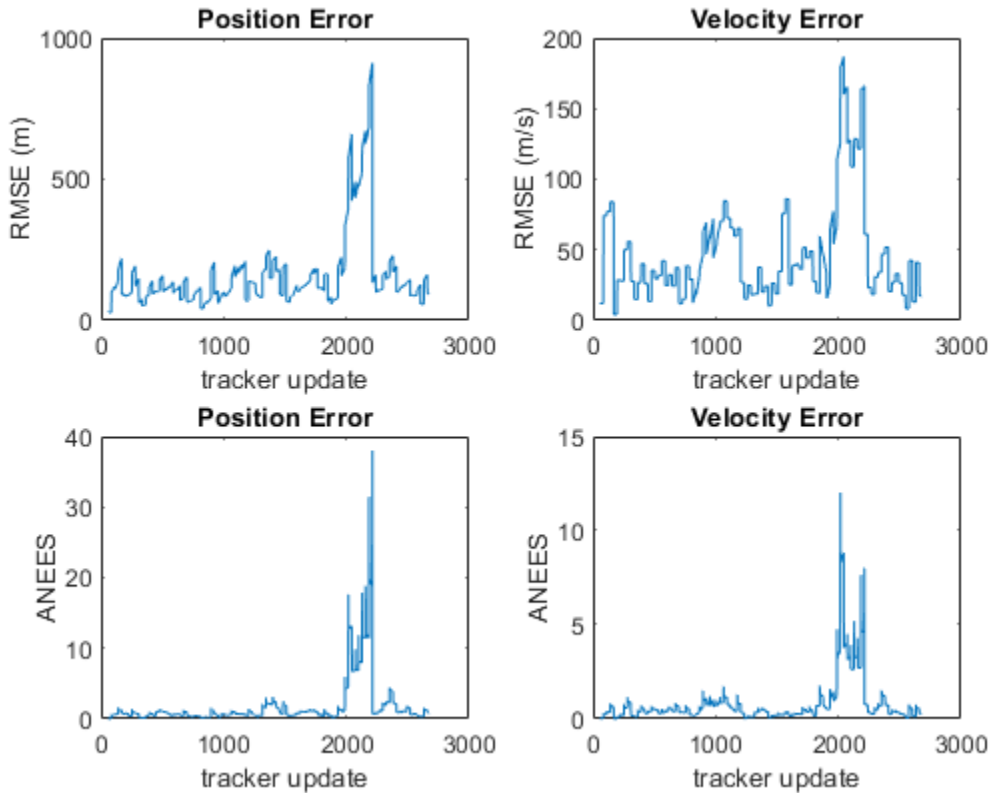 Position Error
1000
500
0
RMSE (m)
0 1000 2000 3000
tracker update
Velocity Error
200
150
100
50
0
RMSE (m/s)
0 1000 2000 3000
tracker update
Position Error
40
30
20
10
0
ANEES
0 1000 2000 3000
tracker update
Velocity Error
15
10
5
0
ANEES
0 1000 2000 3000
tracker update